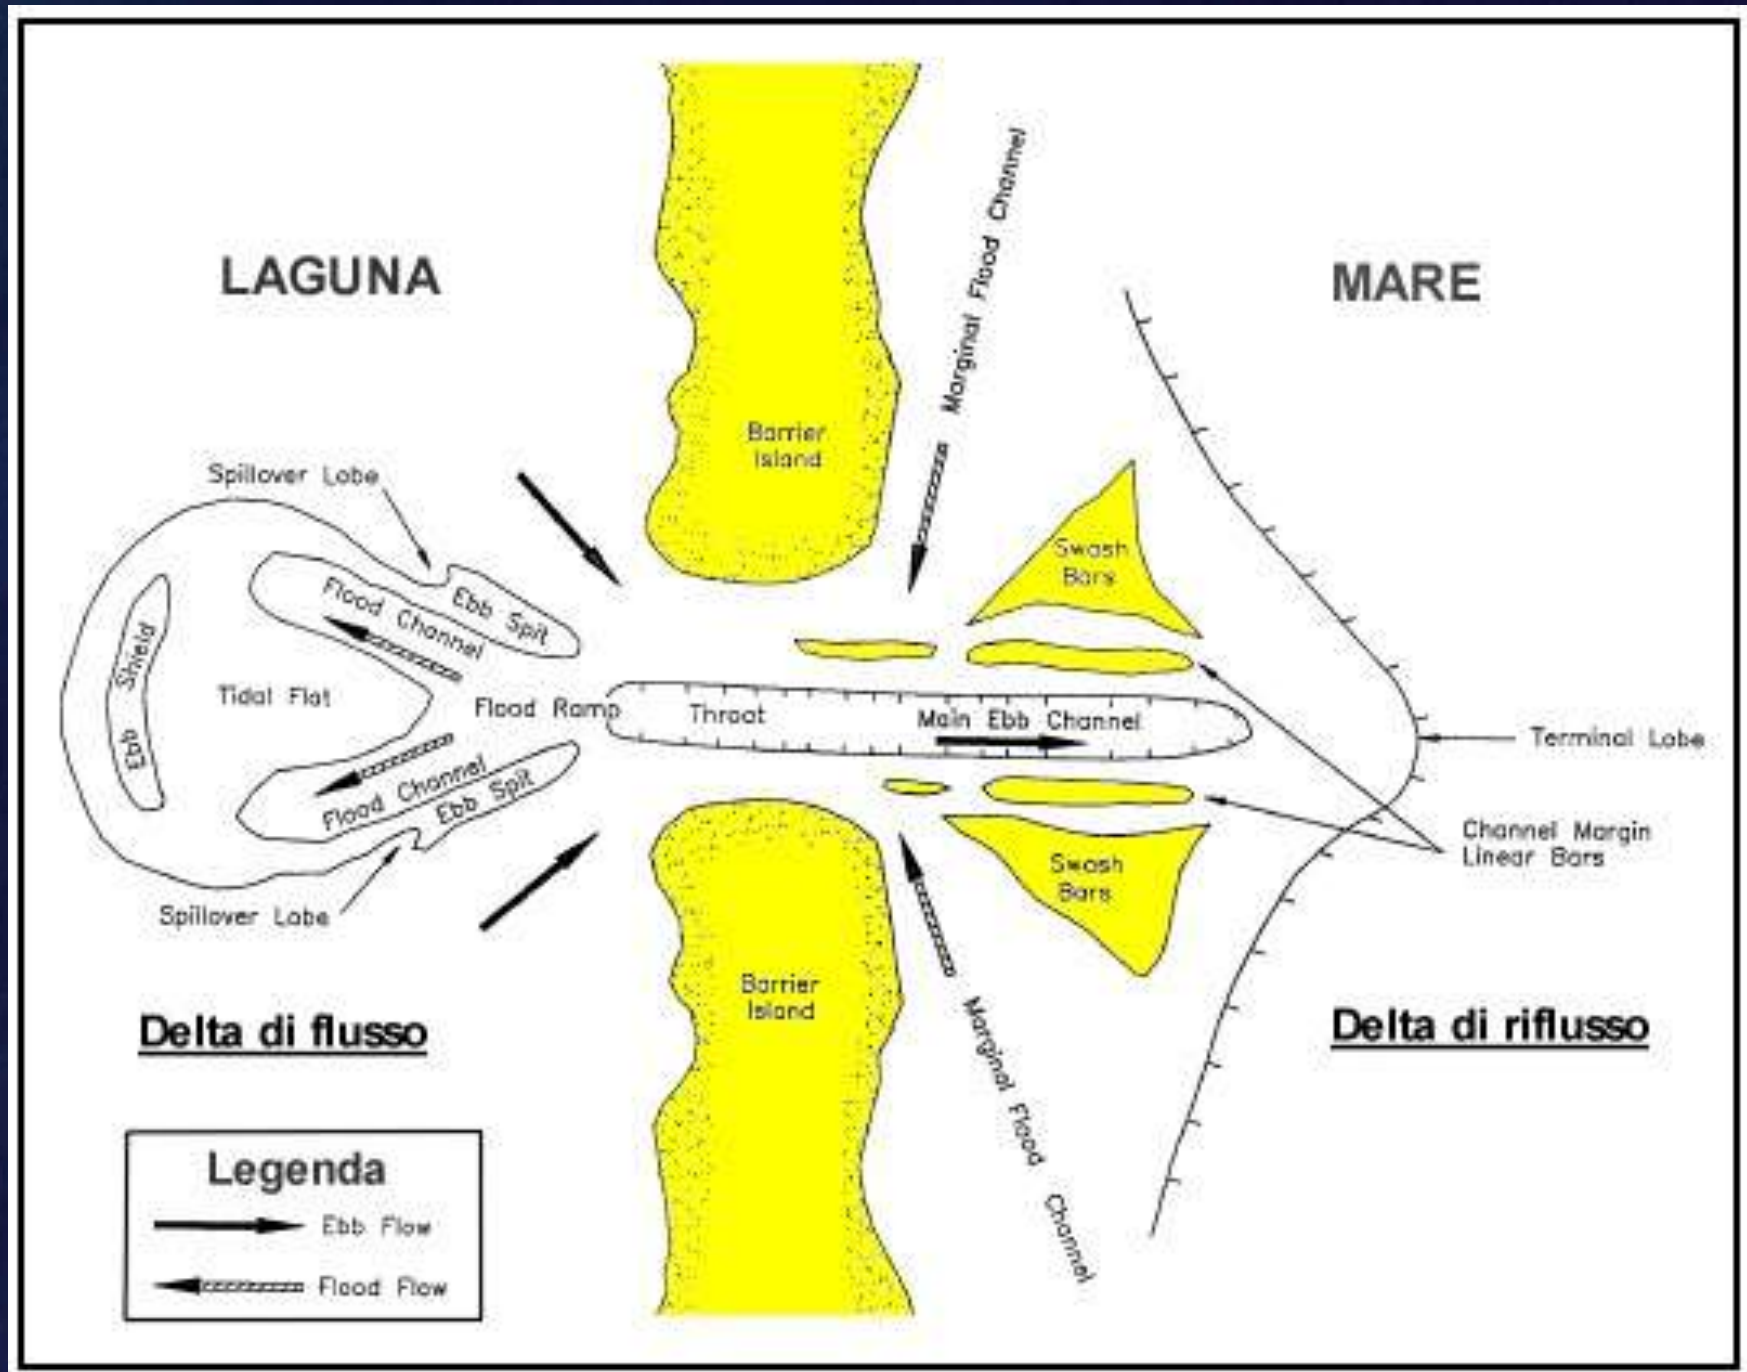 LAGUNA
MARE
Marginal Flood Channel
Barrier
Island
Spillover Lobe
Swash
Bars
Flood Channel
Ebb Spit
Ebb Shield
Tidal Flat
Flood Ramp
Throat
Main Ebb Channel
Terminal Lobe
Flood Channel
Ebb Spit
Channel Margin
Linear Bars
Swash
Bars
Spillover Lobe
Barrier
Island
Marginal Flood Channel
Delta di flusso
Delta di riflusso
Legenda
Ebb Flow
Flood Flow